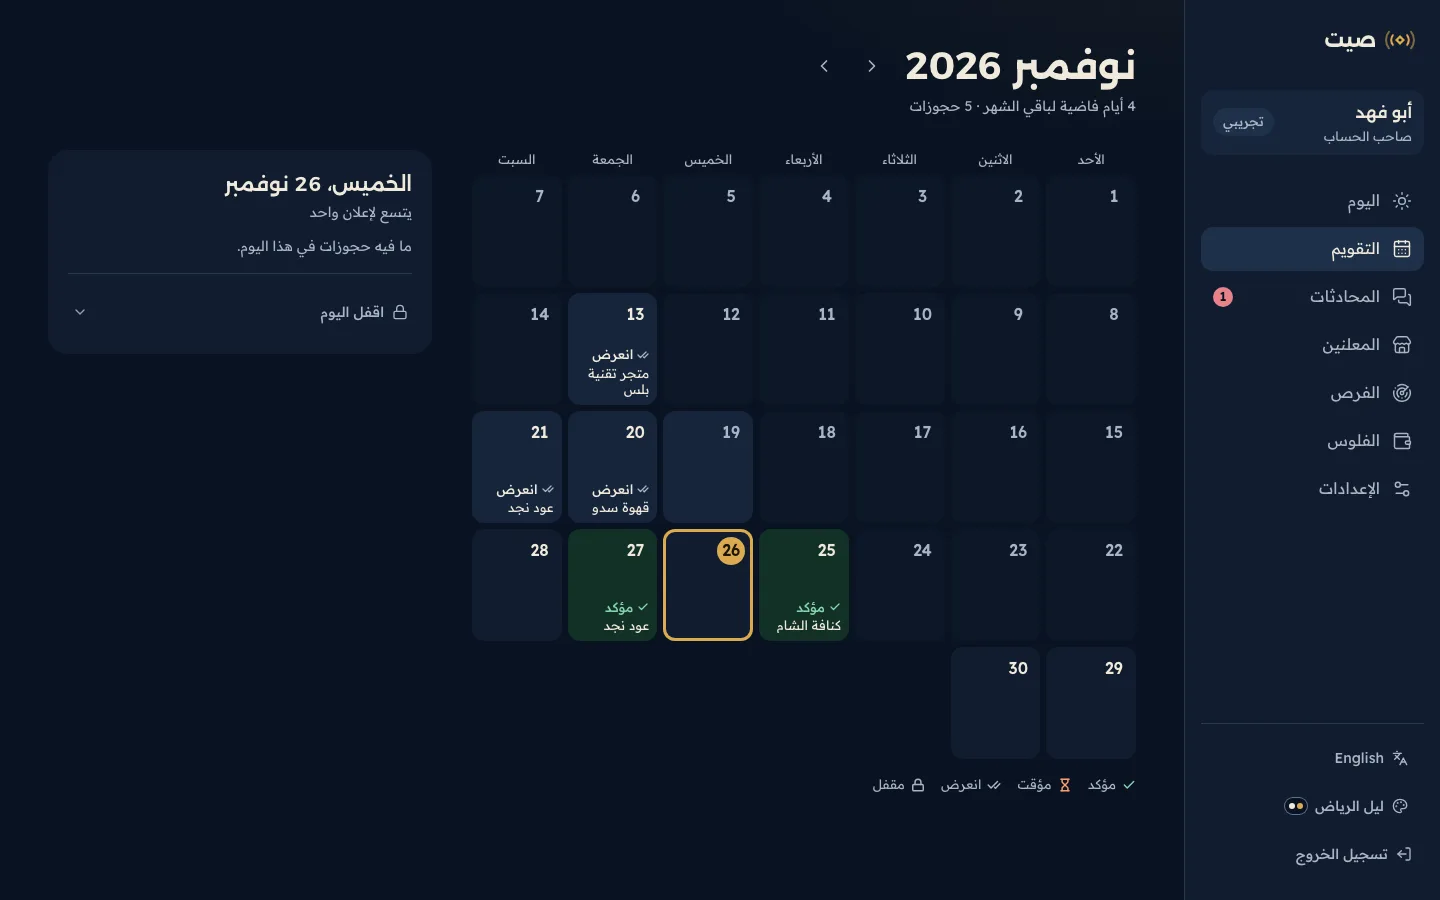 صيت
أبو فهد
صاحب الحساب
تجريبي
اليوم
التقويم
المحادثات
1
المعلنين
الفرص
الفلوس
الإعدادات
English
ليل الرياض
تسجيل الخروج
نوفمبر 2026
4 أيام فاضية لباقي الشهر · 5 حجوزات
الأحد الاثنين الثلاثاء الأربعاء الخميس الجمعة السبت
1 2 3 4 5 6 7
8 9 10 11 12 13 14
انعرض
متجر تقنية
بلس
15 16 17 18 19 20 21
انعرض انعرض
قهوة سدو عود نجد
22 23 24 25 26 27 28
مؤكد مؤكد
كنافة الشام عود نجد
29 30
مؤكد مؤقت انعرض مقفل
الخميس، 26 نوفمبر
يتسع لإعلان واحد
ما فيه حجوزات في هذا اليوم.
اقفل اليوم